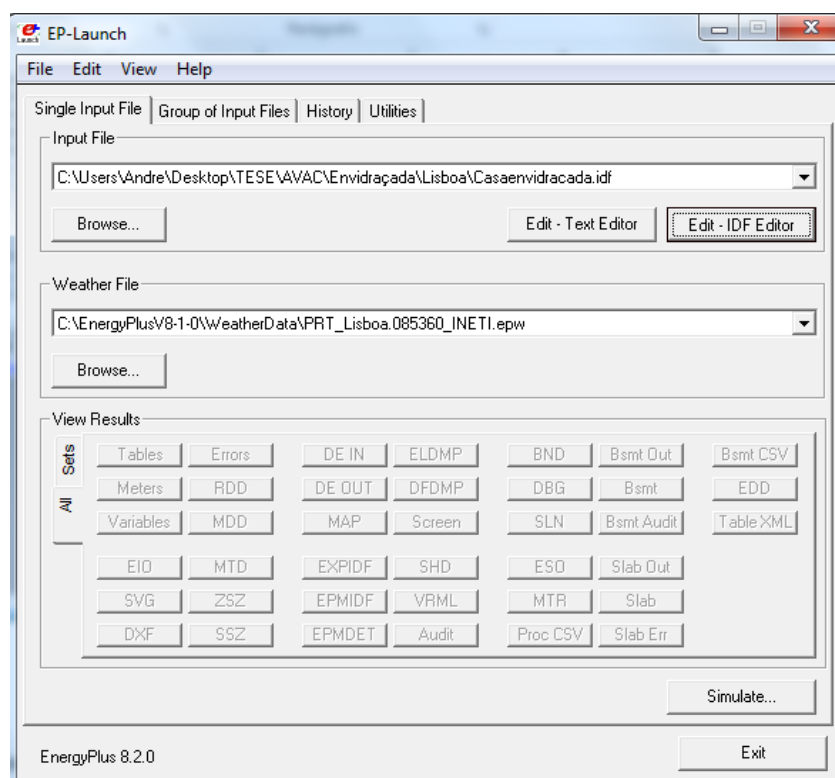 EP-Launch
File Edit View Help
Single Input File Group of Input Files History Utilities
Input File
C:\Users\Andre\Desktop\TESE\AVAC\Envidraçada\Lisboa\Casaenvidracada.idf
Browse... Edit - Text Editor Edit - IDF Editor
Weather File
C:\EnergyPlusV8-1-0\WeatherData\PRT_Lisboa.085360_INETI.epw
Browse...
View Results
Sets
All
Tables Errors DE IN ELDMP BND Bsmt Out Bsmt CSV
Meters RDD DE OUT DFDMP DBG Bsmt EDD
Variables MDD MAP Screen SLN Bsmt Audit Table XML
EIO MTD EXPIDF SHD ESO Slab Out
SVG ZSZ EPMIDF VRML MTR Slab
DXF SSZ EPMDET Audit Proc CSV Slab Err
Simulate...
EnergyPlus 8.2.0 Exit